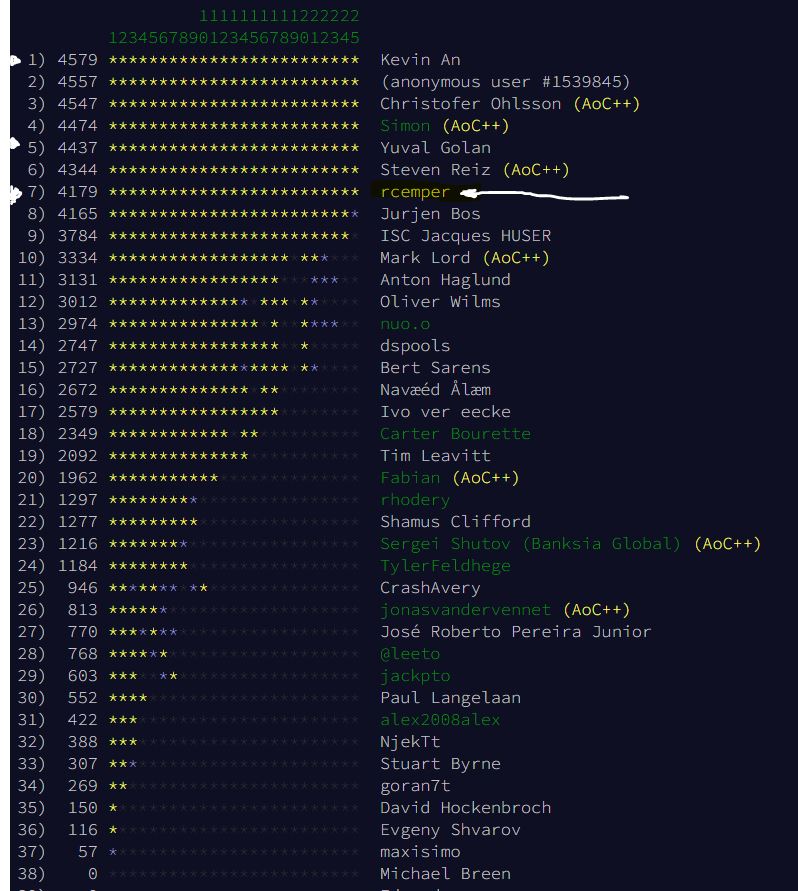 1111111111222222
1234567890123456789012345
1) 4579 ************************* Kevin An
2) 4557 ************************* (anonymous user #1539845)
3) 4547 ************************* Christofer Ohlsson (AoC++)
4) 4474 ************************* Simon (AoC++)
5) 4437 ************************* Yuval Golan
6) 4344 ************************* Steven Reiz (AoC++)
7) 4179 ************************* rcemper
8) 4165 ************************* Jurjen Bos
9) 3784 ************************* ISC Jacques HUSER
10) 3334 ************************* Mark Lord (AoC++)
11) 3131 ************************* Anton Haglund
12) 3012 ************************* Oliver Wilms
13) 2974 ************************* nuo.o
14) 2747 ************************* dspools
15) 2727 ************************* Bert Sarens
16) 2672 ************************* Navæéd Ålæm
17) 2579 ************************* Ivo ver eecke
18) 2349 ************************* Carter Bourette
19) 2092 ************************* Tim Leavitt
20) 1962 ************************* Fabian (AoC++)
21) 1297 ************************* rhodery
22) 1277 ************************* Shamus Clifford
23) 1216 ************************* Sergei Shutov (Banksia Global) (AoC++)
24) 1184 ************************* TylerFeldhege
25) 946 ************************* CrashAvery
26) 813 ************************* jonasvandervennet (AoC++)
27) 770 ************************* José Roberto Pereira Junior
28) 768 ************************* @leeto
29) 603 ************************* jackpto
30) 552 ************************* Paul Langelaan
31) 422 ************************* alex2008alex
32) 388 ************************* NjekTt
33) 307 ************************* Stuart Byrne
34) 269 ************************* goran7t
35) 150 ************************* David Hockenbroch
36) 116 ************************* Evgeny Shvarov
37) 57 ************************* maxisimo
38) 0 ************************* Michael Breen